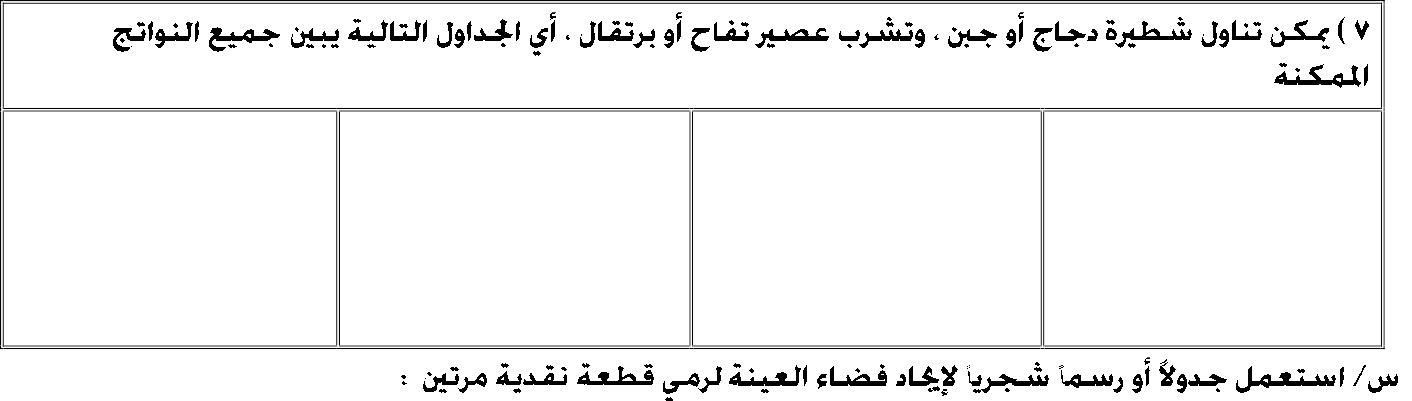 ٧ ) يمكن تناول شطيرة دجاج أو جبن ، وتشرب عصير تفاح أو برتقال ، أي الجداول التالية يبين جميع النواتج
الممكنة
س/ استعمل جدولاً أو رسماً شجرياً لإيجاد فضاء العينة لرمي قطعة نقدية مرتين :